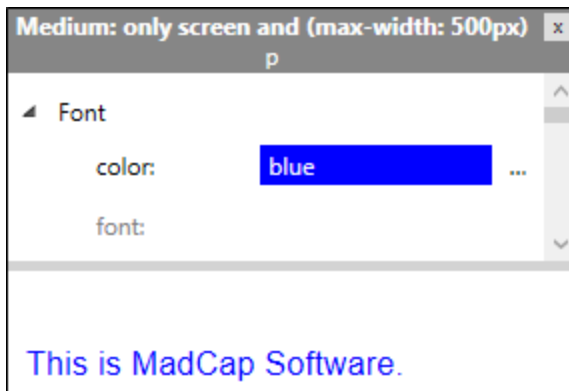 Medium: only screen and (max-width: 500px) x
p
Font
color: blue ...
font:
This is MadCap Software.